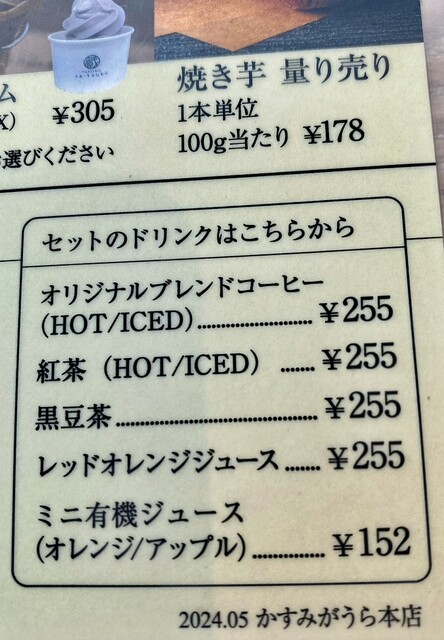 ム
X) ¥305
焼き芋 量り売り
1本単位
100g当たり ¥178
選びください
セットのドリンクはこちらから
オリジナルブレンドコーヒー
(HOT/ICED) ¥255
紅茶 (HOT/ICED) ¥255
黒豆茶 ¥255
レッドオレンジジュース ¥255
ミニ有機ジュース
(オレンジ/アップル) ¥152
2024.05 かすみがうら本店